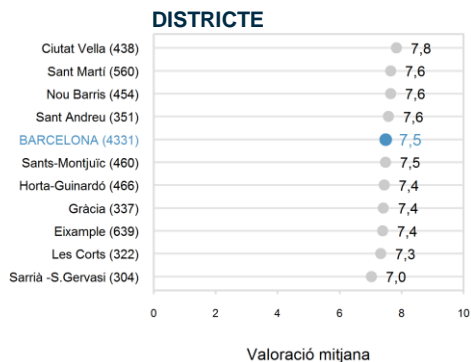 DISTRICTE
Ciutat Vella (438) 7,8
Sant Martí (560) 7,6
Nou Barris (454) 7,6
Sant Andreu (351) 7,6
BARCELONA (4331) 7,5
Sants-Montjuïc (460) 7,5
Horta-Guinardó (466) 7,4
Gràcia (337) 7,4
Eixample (639) 7,4
Les Corts (322) 7,3
Sarrià -S.Gervasi (304) 7,0
0 2 4 6 8 10
Valoració mitjana